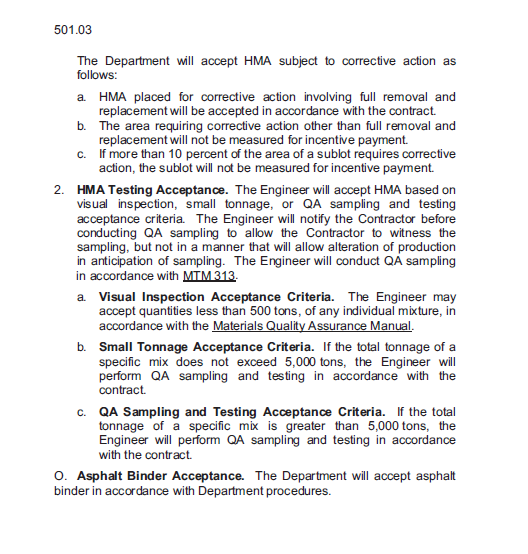 501.03
The Department will accept HMA subject to corrective action as
follows:
a. HMA placed for corrective action involving full removal and
replacement will be accepted in accordance with the contract.
b. The area requiring corrective action other than full removal and
replacement will not be measured for incentive payment.
c. If more than 10 percent of the area of a sublot requires corrective
action, the sublot will not be measured for incentive payment.
2. HMA Testing Acceptance. The Engineer will accept HMA based on
visual inspection, small tonnage, or QA sampling and testing
acceptance criteria. The Engineer will notify the Contractor before
conducting QA sampling to allow the Contractor to witness the
sampling, but not in a manner that will allow alteration of production
in anticipation of sampling. The Engineer will conduct QA sampling
in accordance with MTM 313.
a. Visual Inspection Acceptance Criteria. The Engineer may
accept quantities less than 500 tons, of any individual mixture, in
accordance with the Materials Quality Assurance Manual.
b. Small Tonnage Acceptance Criteria. If the total tonnage of a
specific mix does not exceed 5,000 tons, the Engineer will
perform QA sampling and testing in accordance with the
contract.
c. QA Sampling and Testing Acceptance Criteria. If the total
tonnage of a specific mix is greater than 5,000 tons, the
Engineer will perform QA sampling and testing in accordance
with the contract.
O. Asphalt Binder Acceptance. The Department will accept asphalt
binder in accordance with Department procedures.